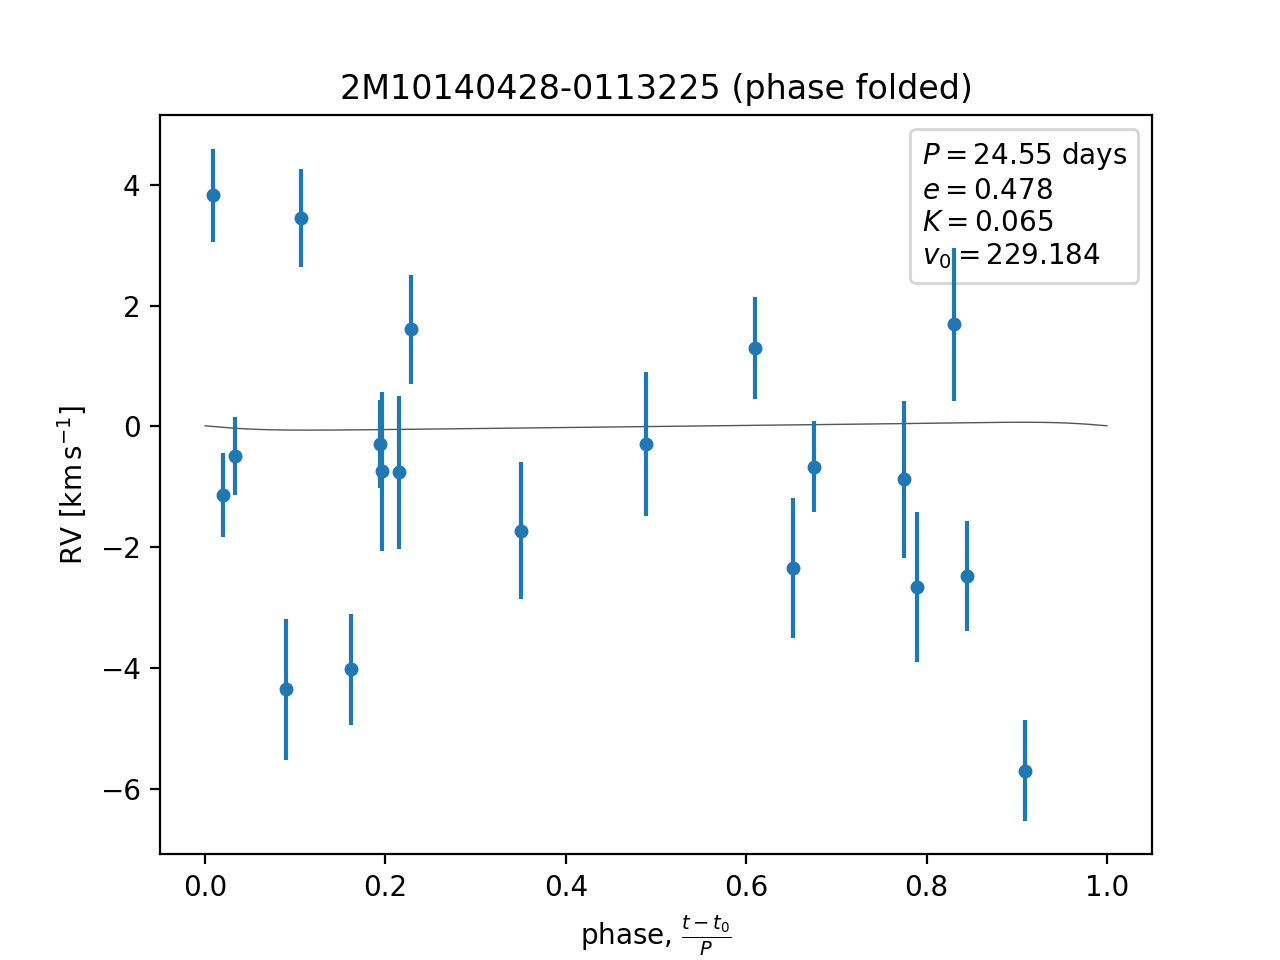 2M10140428-0113225 (phase folded)
P = 24.55 days
e = 0.478
K = 0.065
v₀ = 229.184
RV [km s⁻¹]
4
2
0
−2
−4
−6
0.0 0.2 0.4 0.6 0.8 1.0
phase, (t − t₀)/P